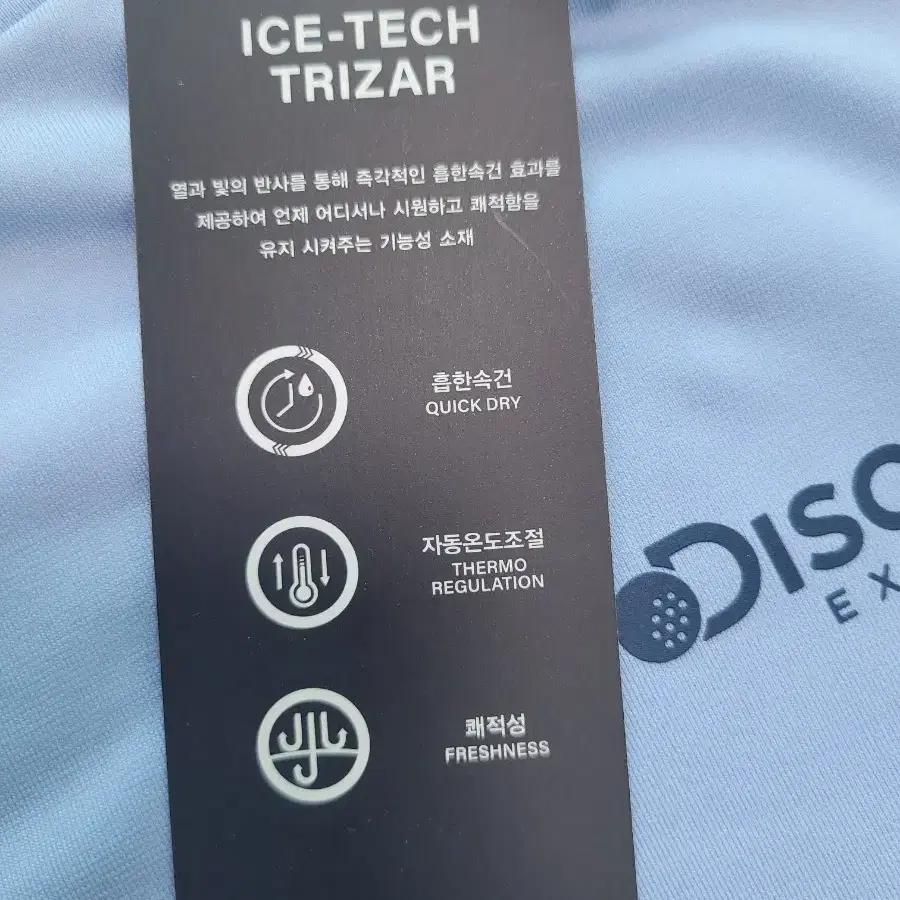 ICE-TECH
TRIZAR
열과 빛의 반사를 통해 즉각적인 흡한속건 효과를
제공하여 언제 어디서나 시원하고 쾌적함을
유지 시켜주는 기능성 소재
흡한속건
QUICK DRY
자동온도조절
THERMO
REGULATION
쾌적성
FRESHNESS
DISC
EX